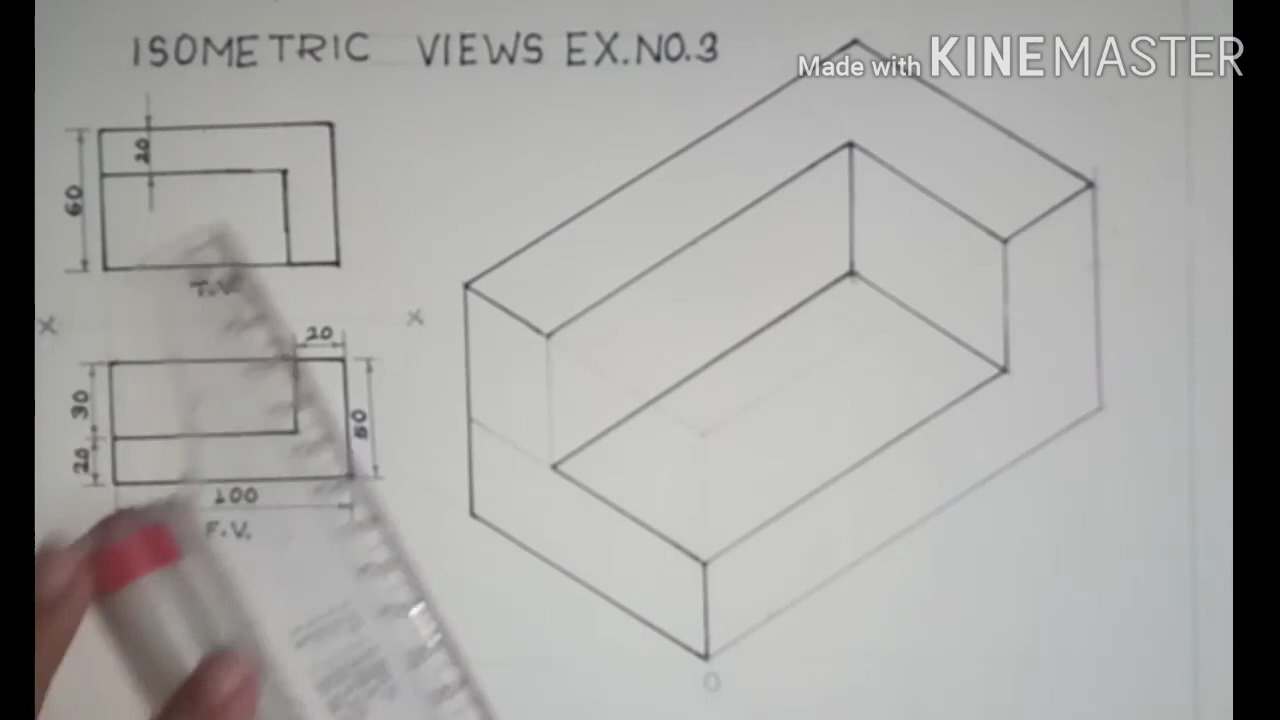 ISOMETRIC VIEWS EX.NO.3
Made with KINEMASTER
20
60
T.V.
X X
20
30
20
50
100
F.V.
O